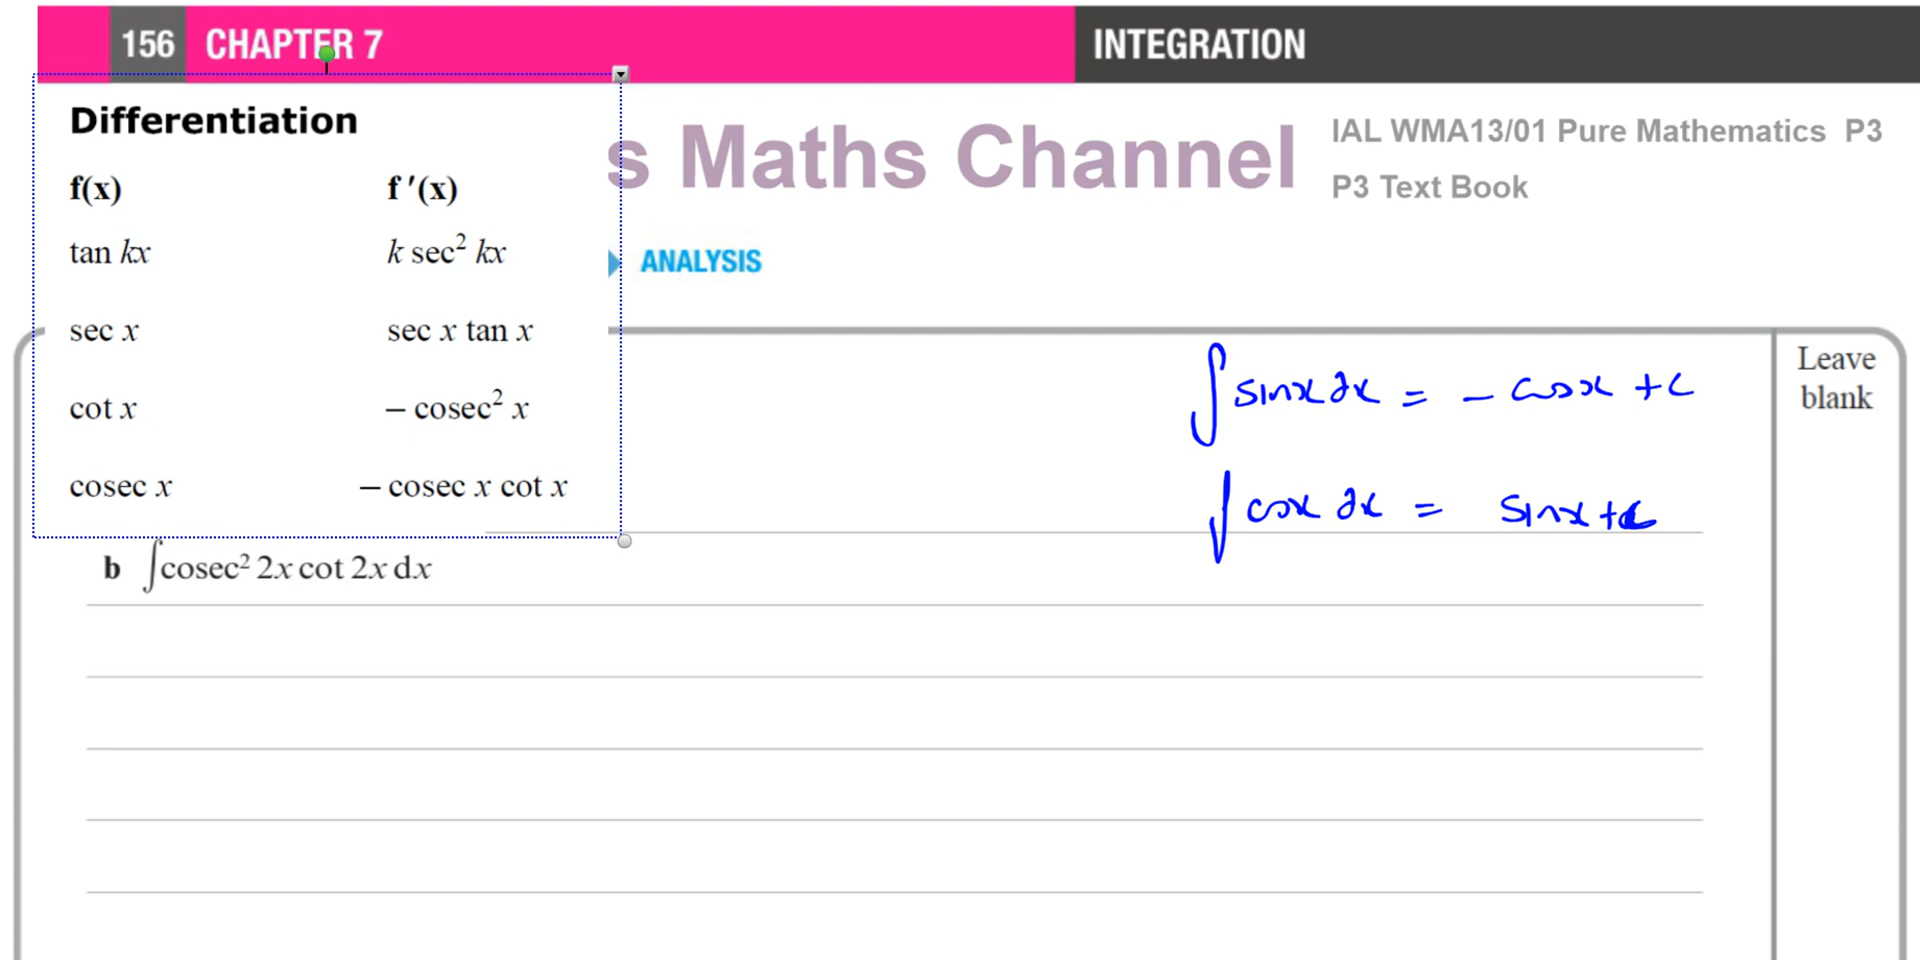 156 CHAPTER 7 INTEGRATION
Differentiation
s Maths Channel
IAL WMA13/01 Pure Mathematics P3
P3 Text Book
f(x) f ′(x)
tan kx k sec² kx
ANALYSIS
sec x sec x tan x
cot x – cosec² x
cosec x – cosec x cot x
Leave
blank
∫ sinx dx = - cosx + c
∫ cosx dx = sinx + c
b ∫cosec² 2x cot 2x dx